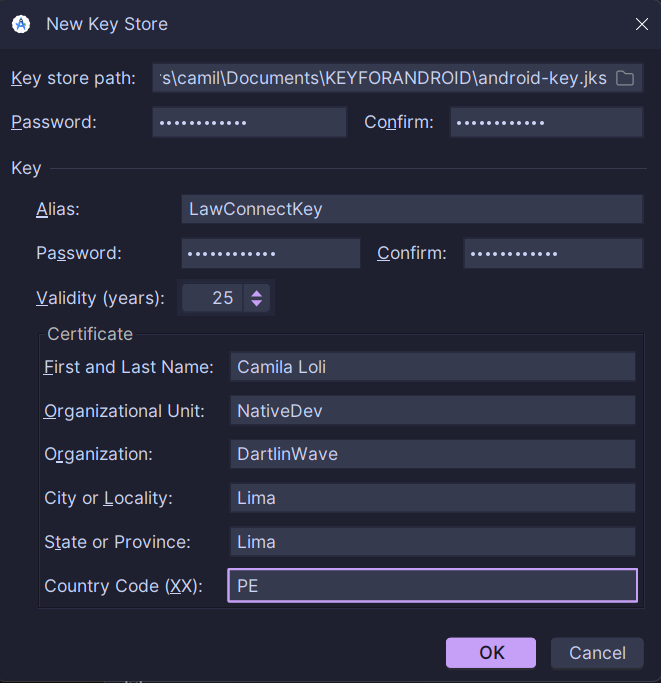 New Key Store
Key store path: s\camil\Documents\KEYFORANDROID\android-key.jks
Password: •••••••••••• Confirm: ••••••••••••
Key
Alias: LawConnectKey
Password: •••••••••••• Confirm: ••••••••••••
Validity (years): 25
Certificate
First and Last Name: Camila Loli
Organizational Unit: NativeDev
Organization: DartlinWave
City or Locality: Lima
State or Province: Lima
Country Code (XX): PE
OK Cancel